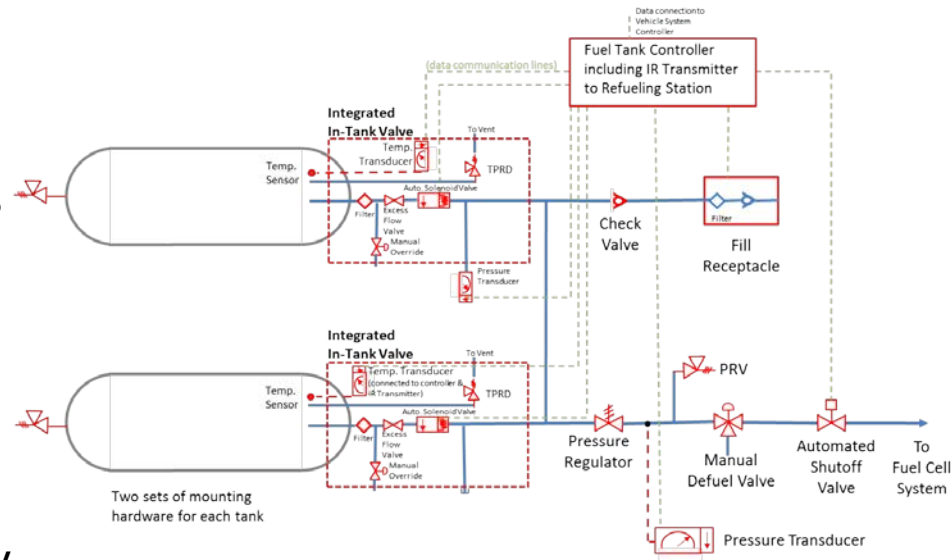 Data connection to
Vehicle System
Controller
Fuel Tank Controller
including IR Transmitter
to Refueling Station
(data communication lines)
Integrated
In-Tank Valve
To Vent
Temp.
Transducer
TPRD
Temp.
Sensor
Auto. Solenoid Valve
Filter
Excess
Flow
Valve
Manual
Override
Pressure
Transducer
Check
Valve
Filter
Fill
Receptacle
Integrated
In-Tank Valve
To Vent
Temp. Transducer
(connected to controller &
IR Transmitter)
TPRD
Temp.
Sensor
Auto. Solenoid Valve
Filter
Excess
Flow
Valve
Manual
Override
PRV
Pressure
Regulator
Manual
Defuel Valve
Automated
Shutoff
Valve
To
Fuel Cell
System
Two sets of mounting
hardware for each tank
Pressure Transducer